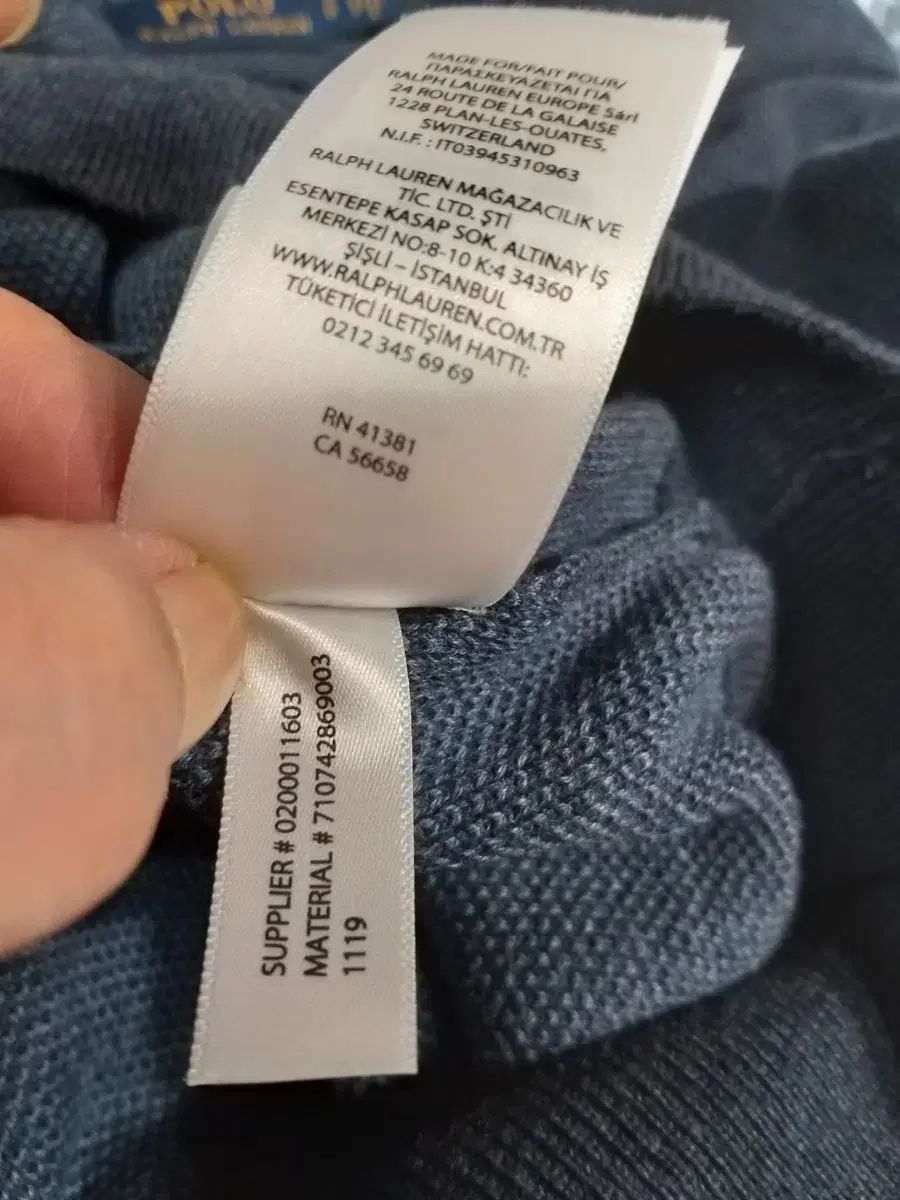 POLO
MADE FOR/FAIT POUR/
ΠΑΡΑΣΚΕΥΑΖΕΤΑΙ ΓΙΑ
RALPH LAUREN EUROPE Sárl
24 ROUTE DE LA GALAISE
1228 PLAN-LES-OUATES,
SWITZERLAND
N.I.F. : IT03945310963
RALPH LAUREN MAĞAZACILIK VE
TİC. LTD. ŞTİ
ESENTEPE KASAP SOK. ALTINAY İŞ
MERKEZİ NO:8-10 K:4 34360
ŞİŞLİ – İSTANBUL
WWW.RALPHLAUREN.COM.TR
TÜKETİCİ İLETİŞİM HATTI:
0212 345 69 69
RN 41381
CA 56658
SUPPLIER # 0200011603
MATERIAL # 710742869003
1119